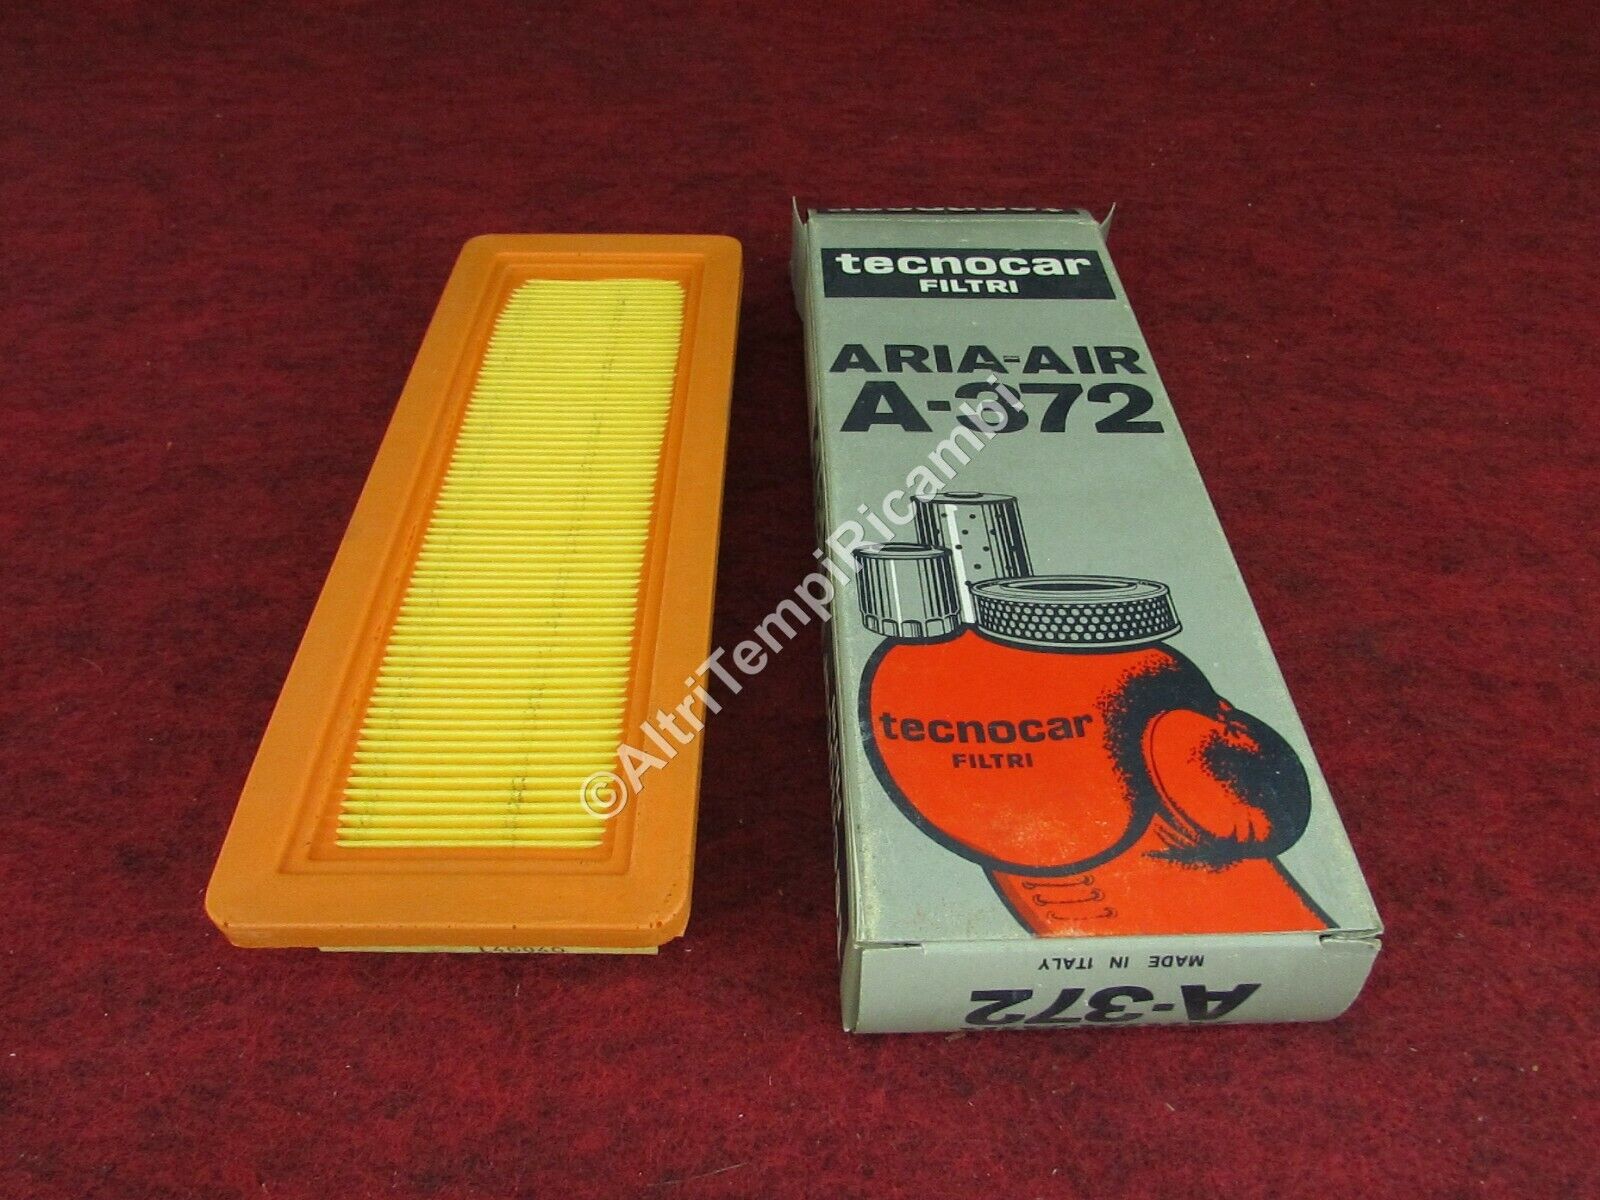 tecnocar
FILTRI
ARIA-AIR
A-372
tecnocar
FILTRI
MADE IN ITALY
A-372
©AltriTempiRicambi